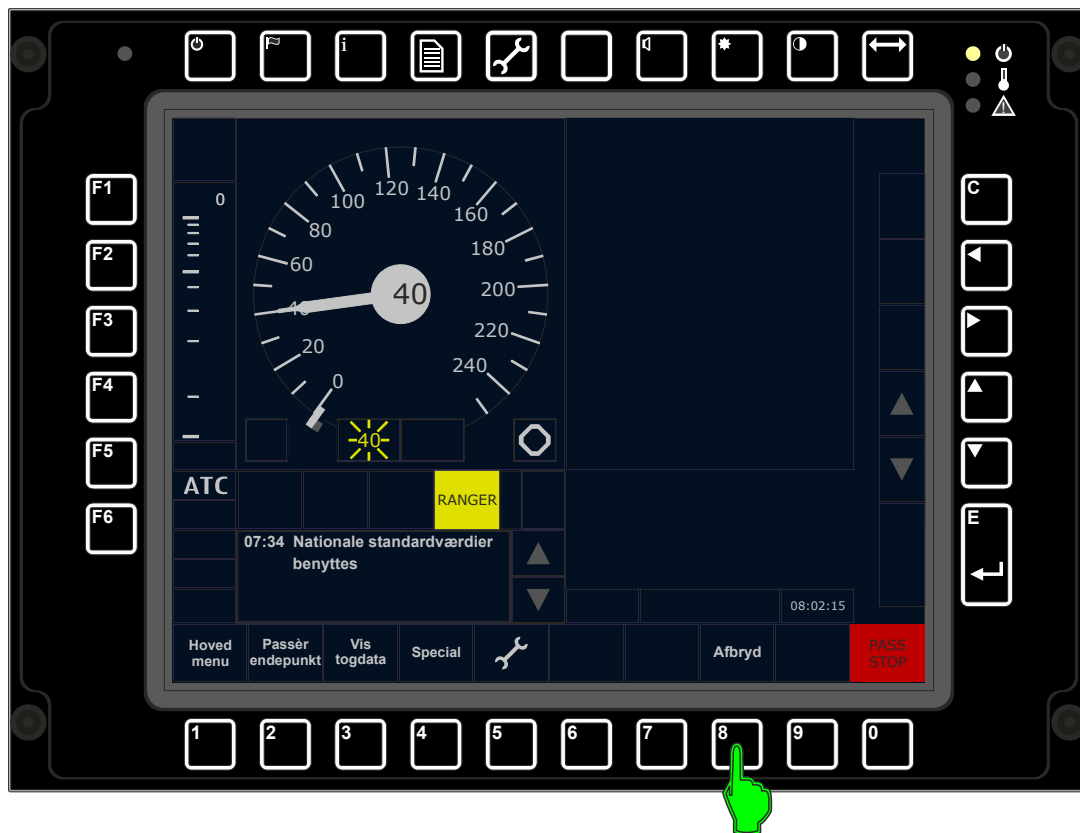 i
F1
F2
F3
F4
F5
F6
C
E
0
0
20
40
60
80
100
120
140
160
180
200
220
240
40
40
ATC
RANGER
07:34 Nationale standardværdier
benyttes
08:02:15
Hoved
menu
Passèr
endepunkt
Vis
togdata
Special
Afbryd
PASS
STOP
1
2
3
4
5
6
7
8
9
0